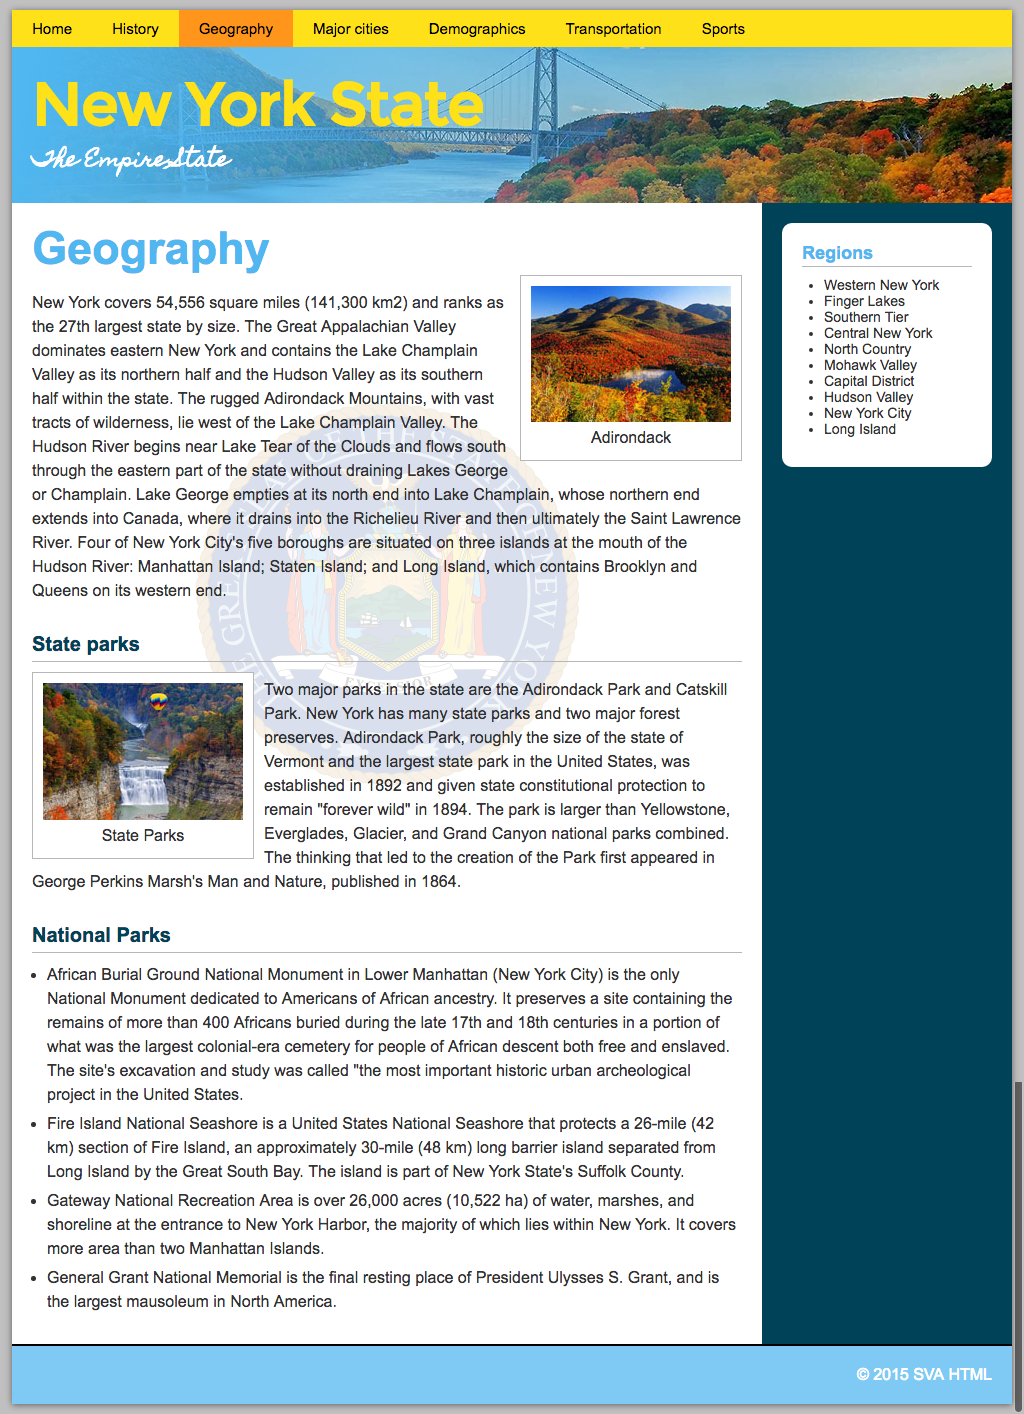 Home History Geography Major cities Demographics Transportation Sports
New York State
The Empire State
Geography
New York covers 54,556 square miles (141,300 km2) and ranks as
the 27th largest state by size. The Great Appalachian Valley
dominates eastern New York and contains the Lake Champlain
Valley as its northern half and the Hudson Valley as its southern
half within the state. The rugged Adirondack Mountains, with vast
tracts of wilderness, lie west of the Lake Champlain Valley. The
Hudson River begins near Lake Tear of the Clouds and flows south
through the eastern part of the state without draining Lakes George
or Champlain. Lake George empties at its north end into Lake Champlain, whose northern end
extends into Canada, where it drains into the Richelieu River and then ultimately the Saint Lawrence
River. Four of New York City's five boroughs are situated on three islands at the mouth of the
Hudson River: Manhattan Island; Staten Island; and Long Island, which contains Brooklyn and
Queens on its western end.
Adirondack
THE GREAT SEAL OF THE STATE OF NEW YORK
EXCELSIOR
State parks
State Parks
Two major parks in the state are the Adirondack Park and Catskill
Park. New York has many state parks and two major forest
preserves. Adirondack Park, roughly the size of the state of
Vermont and the largest state park in the United States, was
established in 1892 and given state constitutional protection to
remain "forever wild" in 1894. The park is larger than Yellowstone,
Everglades, Glacier, and Grand Canyon national parks combined.
The thinking that led to the creation of the Park first appeared in
George Perkins Marsh's Man and Nature, published in 1864.
National Parks
• African Burial Ground National Monument in Lower Manhattan (New York City) is the only
National Monument dedicated to Americans of African ancestry. It preserves a site containing the
remains of more than 400 Africans buried during the late 17th and 18th centuries in a portion of
what was the largest colonial-era cemetery for people of African descent both free and enslaved.
The site's excavation and study was called "the most important historic urban archeological
project in the United States.
• Fire Island National Seashore is a United States National Seashore that protects a 26-mile (42
km) section of Fire Island, an approximately 30-mile (48 km) long barrier island separated from
Long Island by the Great South Bay. The island is part of New York State's Suffolk County.
• Gateway National Recreation Area is over 26,000 acres (10,522 ha) of water, marshes, and
shoreline at the entrance to New York Harbor, the majority of which lies within New York. It covers
more area than two Manhattan Islands.
• General Grant National Memorial is the final resting place of President Ulysses S. Grant, and is
the largest mausoleum in North America.
Regions
• Western New York
• Finger Lakes
• Southern Tier
• Central New York
• North Country
• Mohawk Valley
• Capital District
• Hudson Valley
• New York City
• Long Island
© 2015 SVA HTML